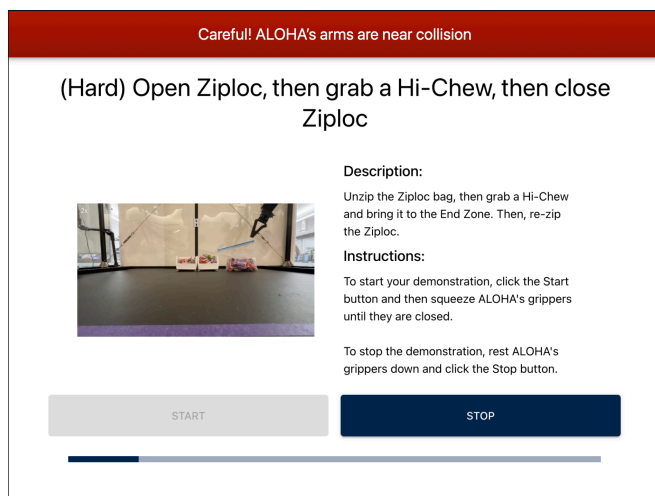 Careful! ALOHA's arms are near collision
(Hard) Open Ziploc, then grab a Hi-Chew, then close
Ziploc
Description:
Unzip the Ziploc bag, then grab a Hi-Chew
and bring it to the End Zone. Then, re-zip
the Ziploc.
Instructions:
To start your demonstration, click the Start
button and then squeeze ALOHA's grippers
until they are closed.
To stop the demonstration, rest ALOHA's
grippers down and click the Stop button.
START
STOP